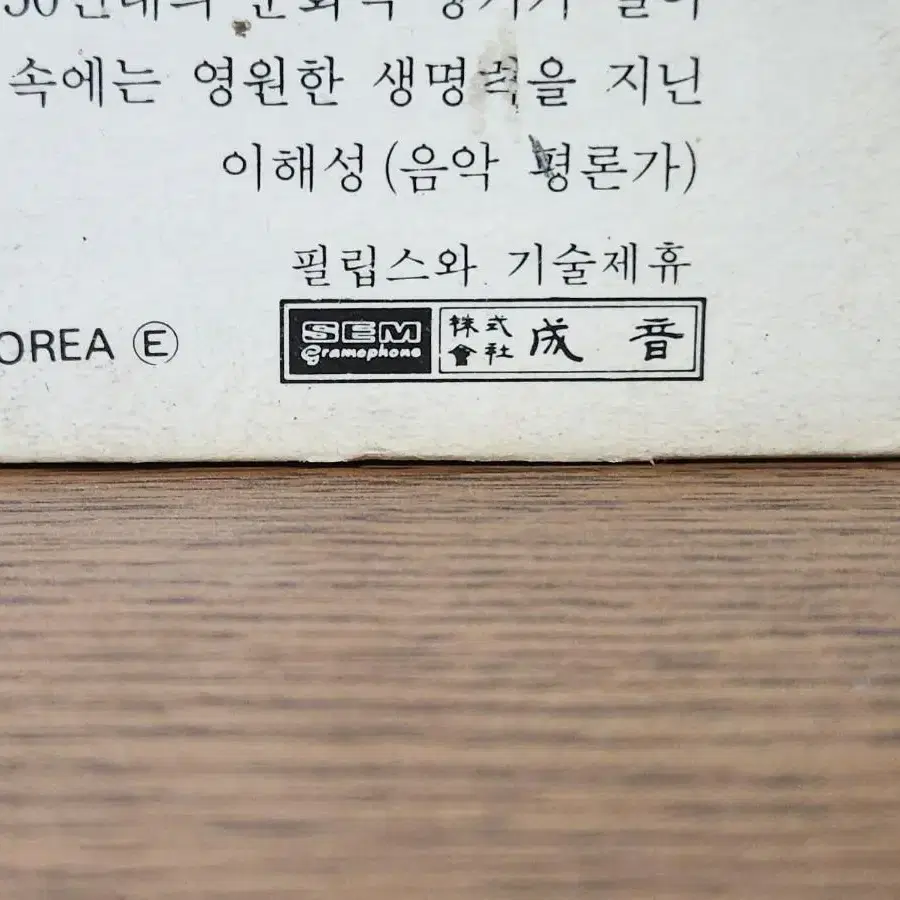 속에는 영원한 생명력을 지닌
이해성 (음악 평론가)
필립스와 기술제휴
OREA Ⓔ
SEM
Gramophone
株式
會社
成 音